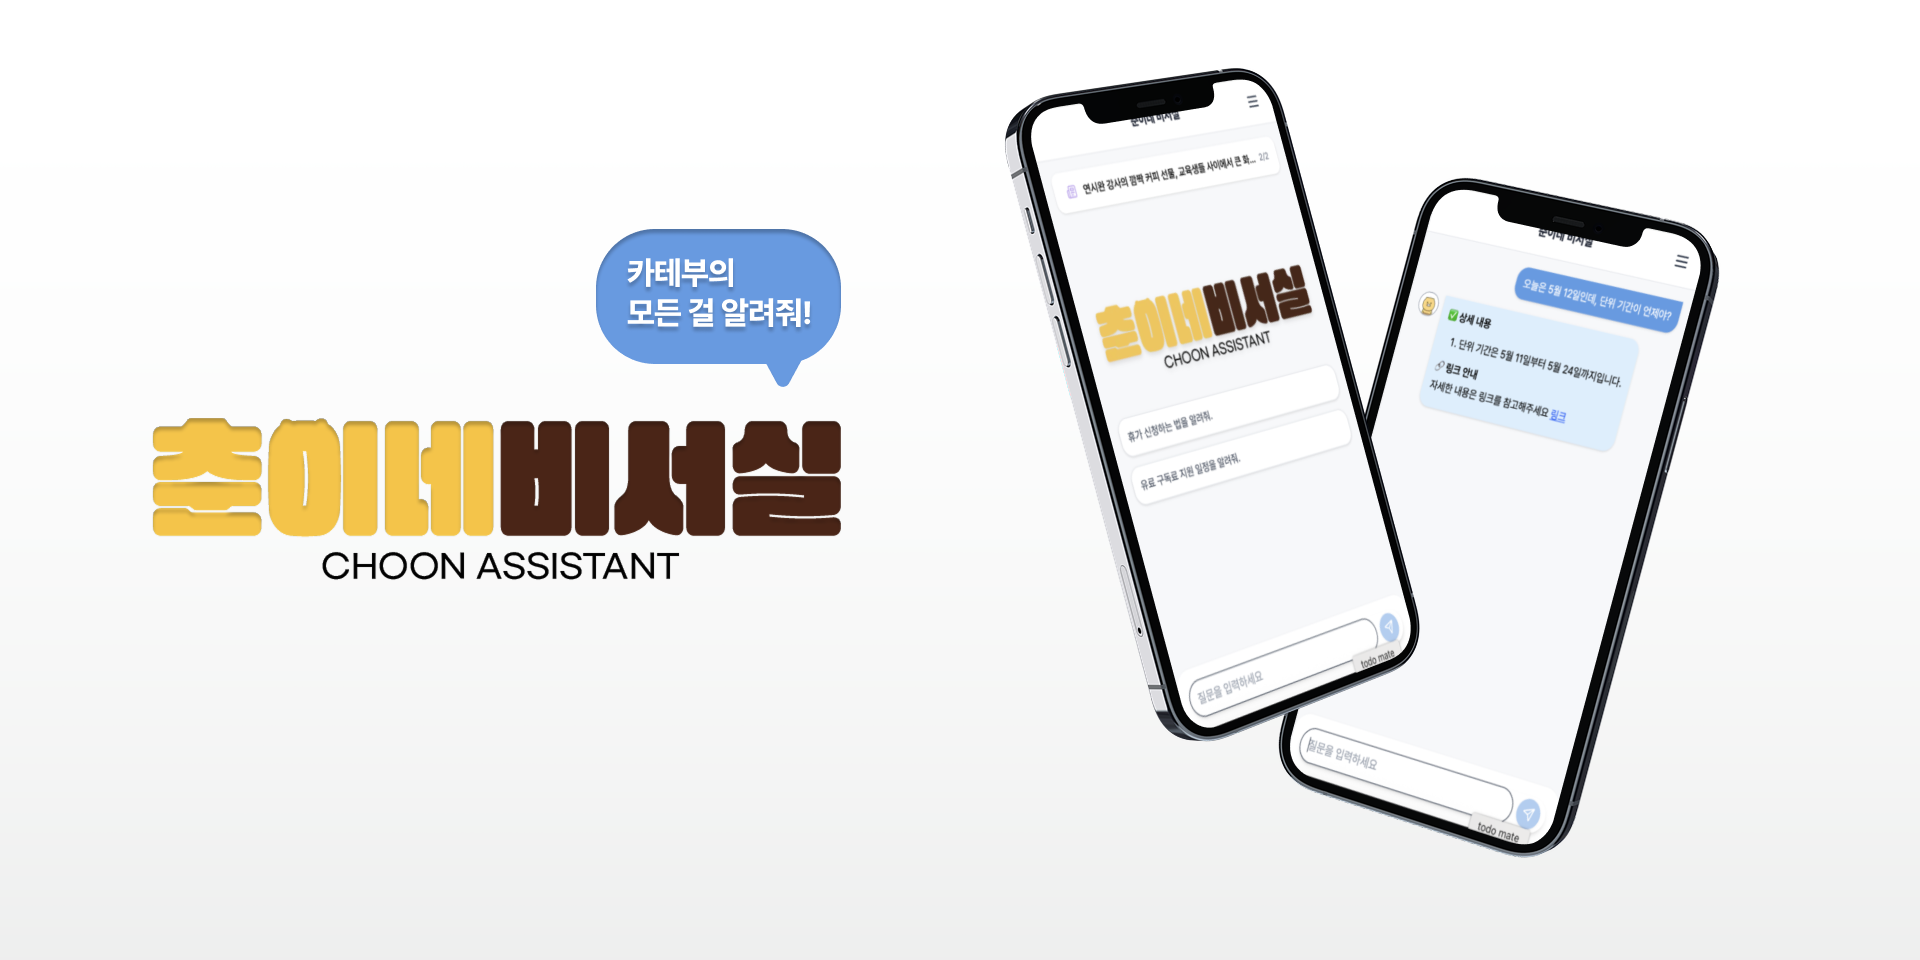 카테부의
모든 걸 알려줘!
춘이네비서실
CHOON ASSISTANT
춘이네 비서실
연시완 강사의 깜짝 커피 선물, 교육생들 사이에서 큰 화... 2/2
춘이네비서실
CHOON ASSISTANT
휴가 신청하는 법을 알려줘.
유료 구독료 지원 일정을 알려줘.
질문을 입력하세요
todo mate
춘이네 비서실
오늘은 5월 12일인데, 단위 기간이 언제야?
✅ 상세 내용
1. 단위 기간은 5월 11일부터 5월 24일까지입니다.
🔗 링크 안내
자세한 내용은 링크를 참고해주세요 링크
질문을 입력하세요
todo mate